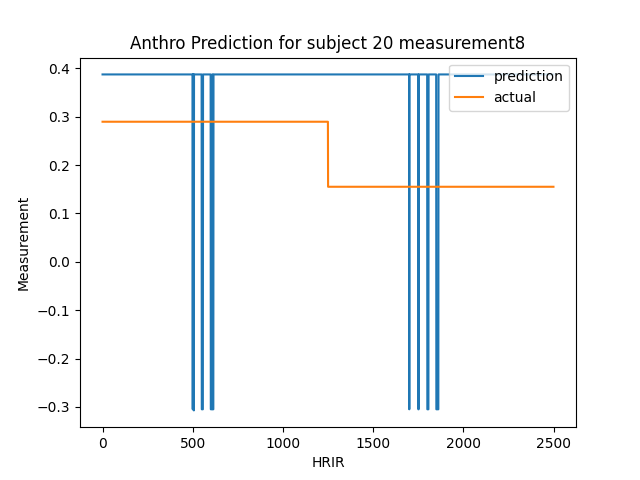 Anthro Prediction for subject 20 measurement8
prediction
actual
0.4
0.3
0.2
0.1
0.0
−0.1
−0.2
−0.3
Measurement
0 500 1000 1500 2000 2500
HRIR